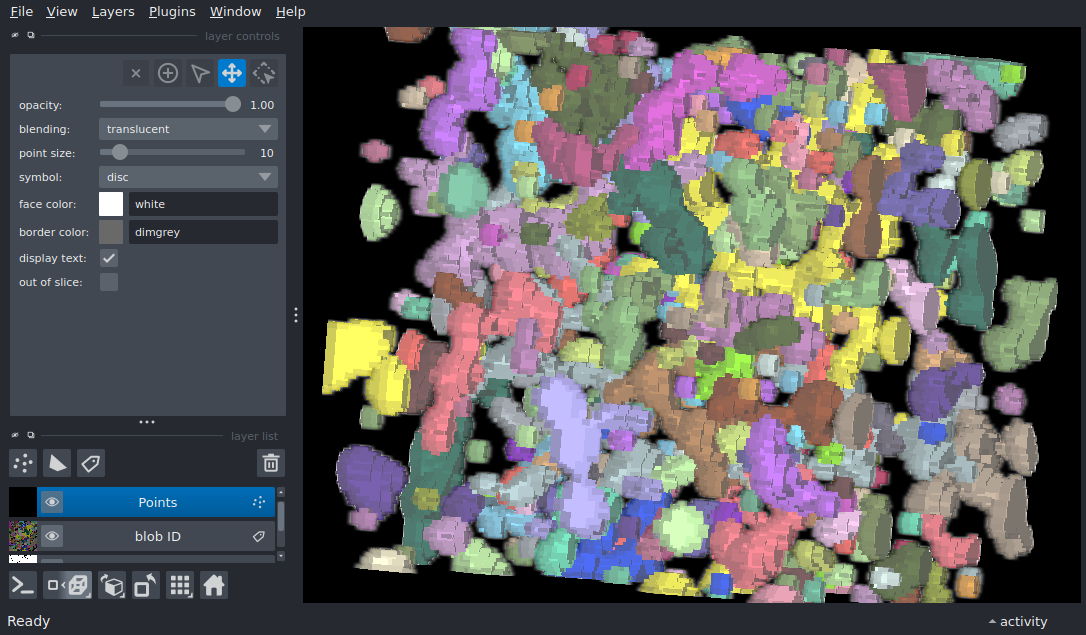 File View Layers Plugins Window Help
layer controls
opacity: 1.00
blending: translucent
point size: 10
symbol: disc
face color: white
border color: dimgrey
display text:
out of slice:
layer list
Points
blob ID
Ready activity